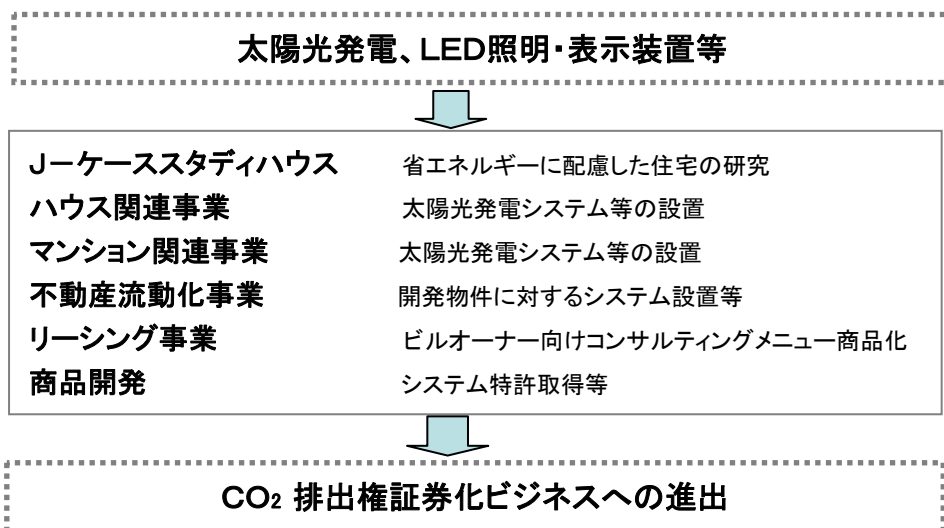 太陽光発電、LED照明・表示装置等
J－ケーススタディハウス 省エネルギーに配慮した住宅の研究
ハウス関連事業 太陽光発電システム等の設置
マンション関連事業 太陽光発電システム等の設置
不動産流動化事業 開発物件に対するシステム設置等
リーシング事業 ビルオーナー向けコンサルティングメニュー商品化
商品開発 システム特許取得等
CO₂ 排出権証券化ビジネスへの進出